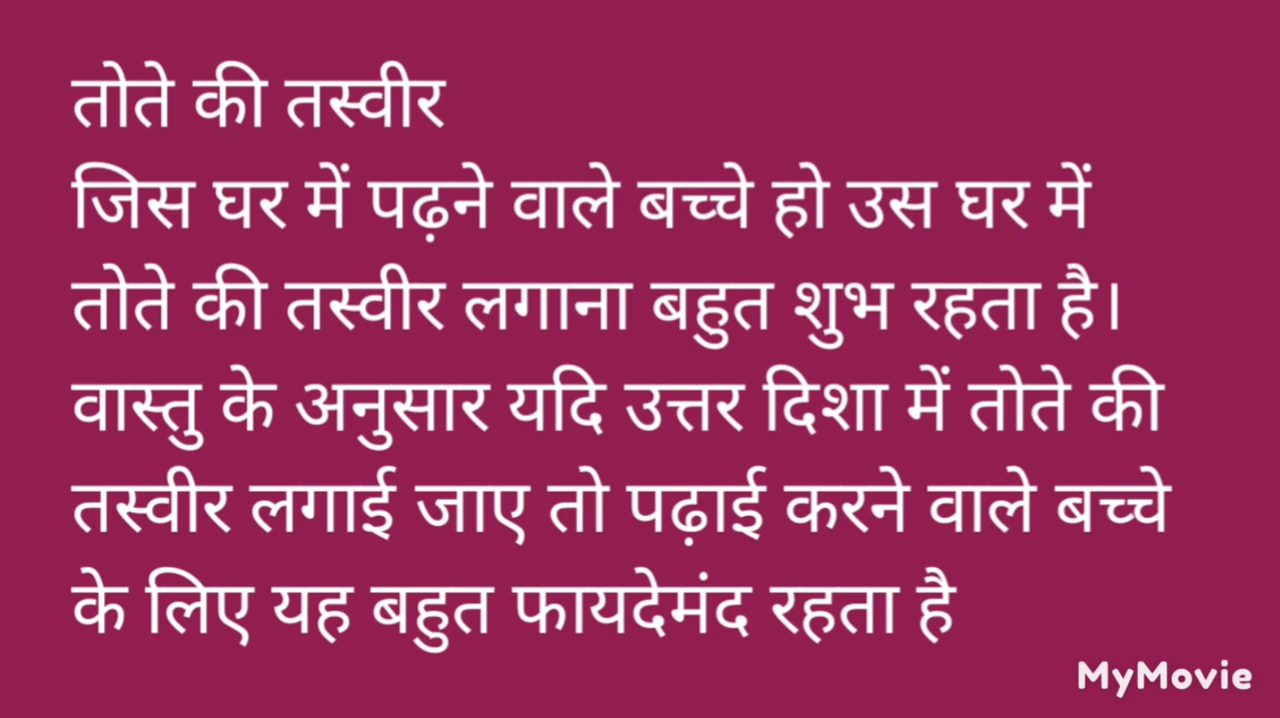 तोते की तस्वीर
जिस घर में पढ़ने वाले बच्चे हो उस घर में
तोते की तस्वीर लगाना बहुत शुभ रहता है।
वास्तु के अनुसार यदि उत्तर दिशा में तोते की
तस्वीर लगाई जाए तो पढ़ाई करने वाले बच्चे
के लिए यह बहुत फायदेमंद रहता है
MyMovie